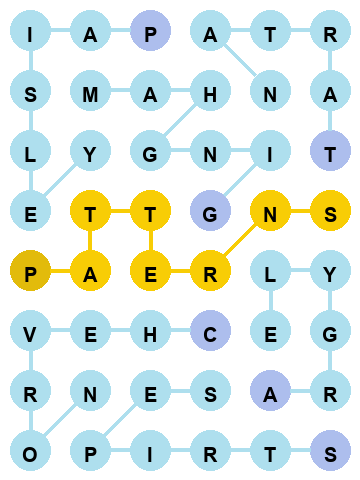 I A P A T R
S M A H N A
L Y G N I T
E T T G N S
P A E R L Y
V E H C E G
R N E S A R
O P I R T S